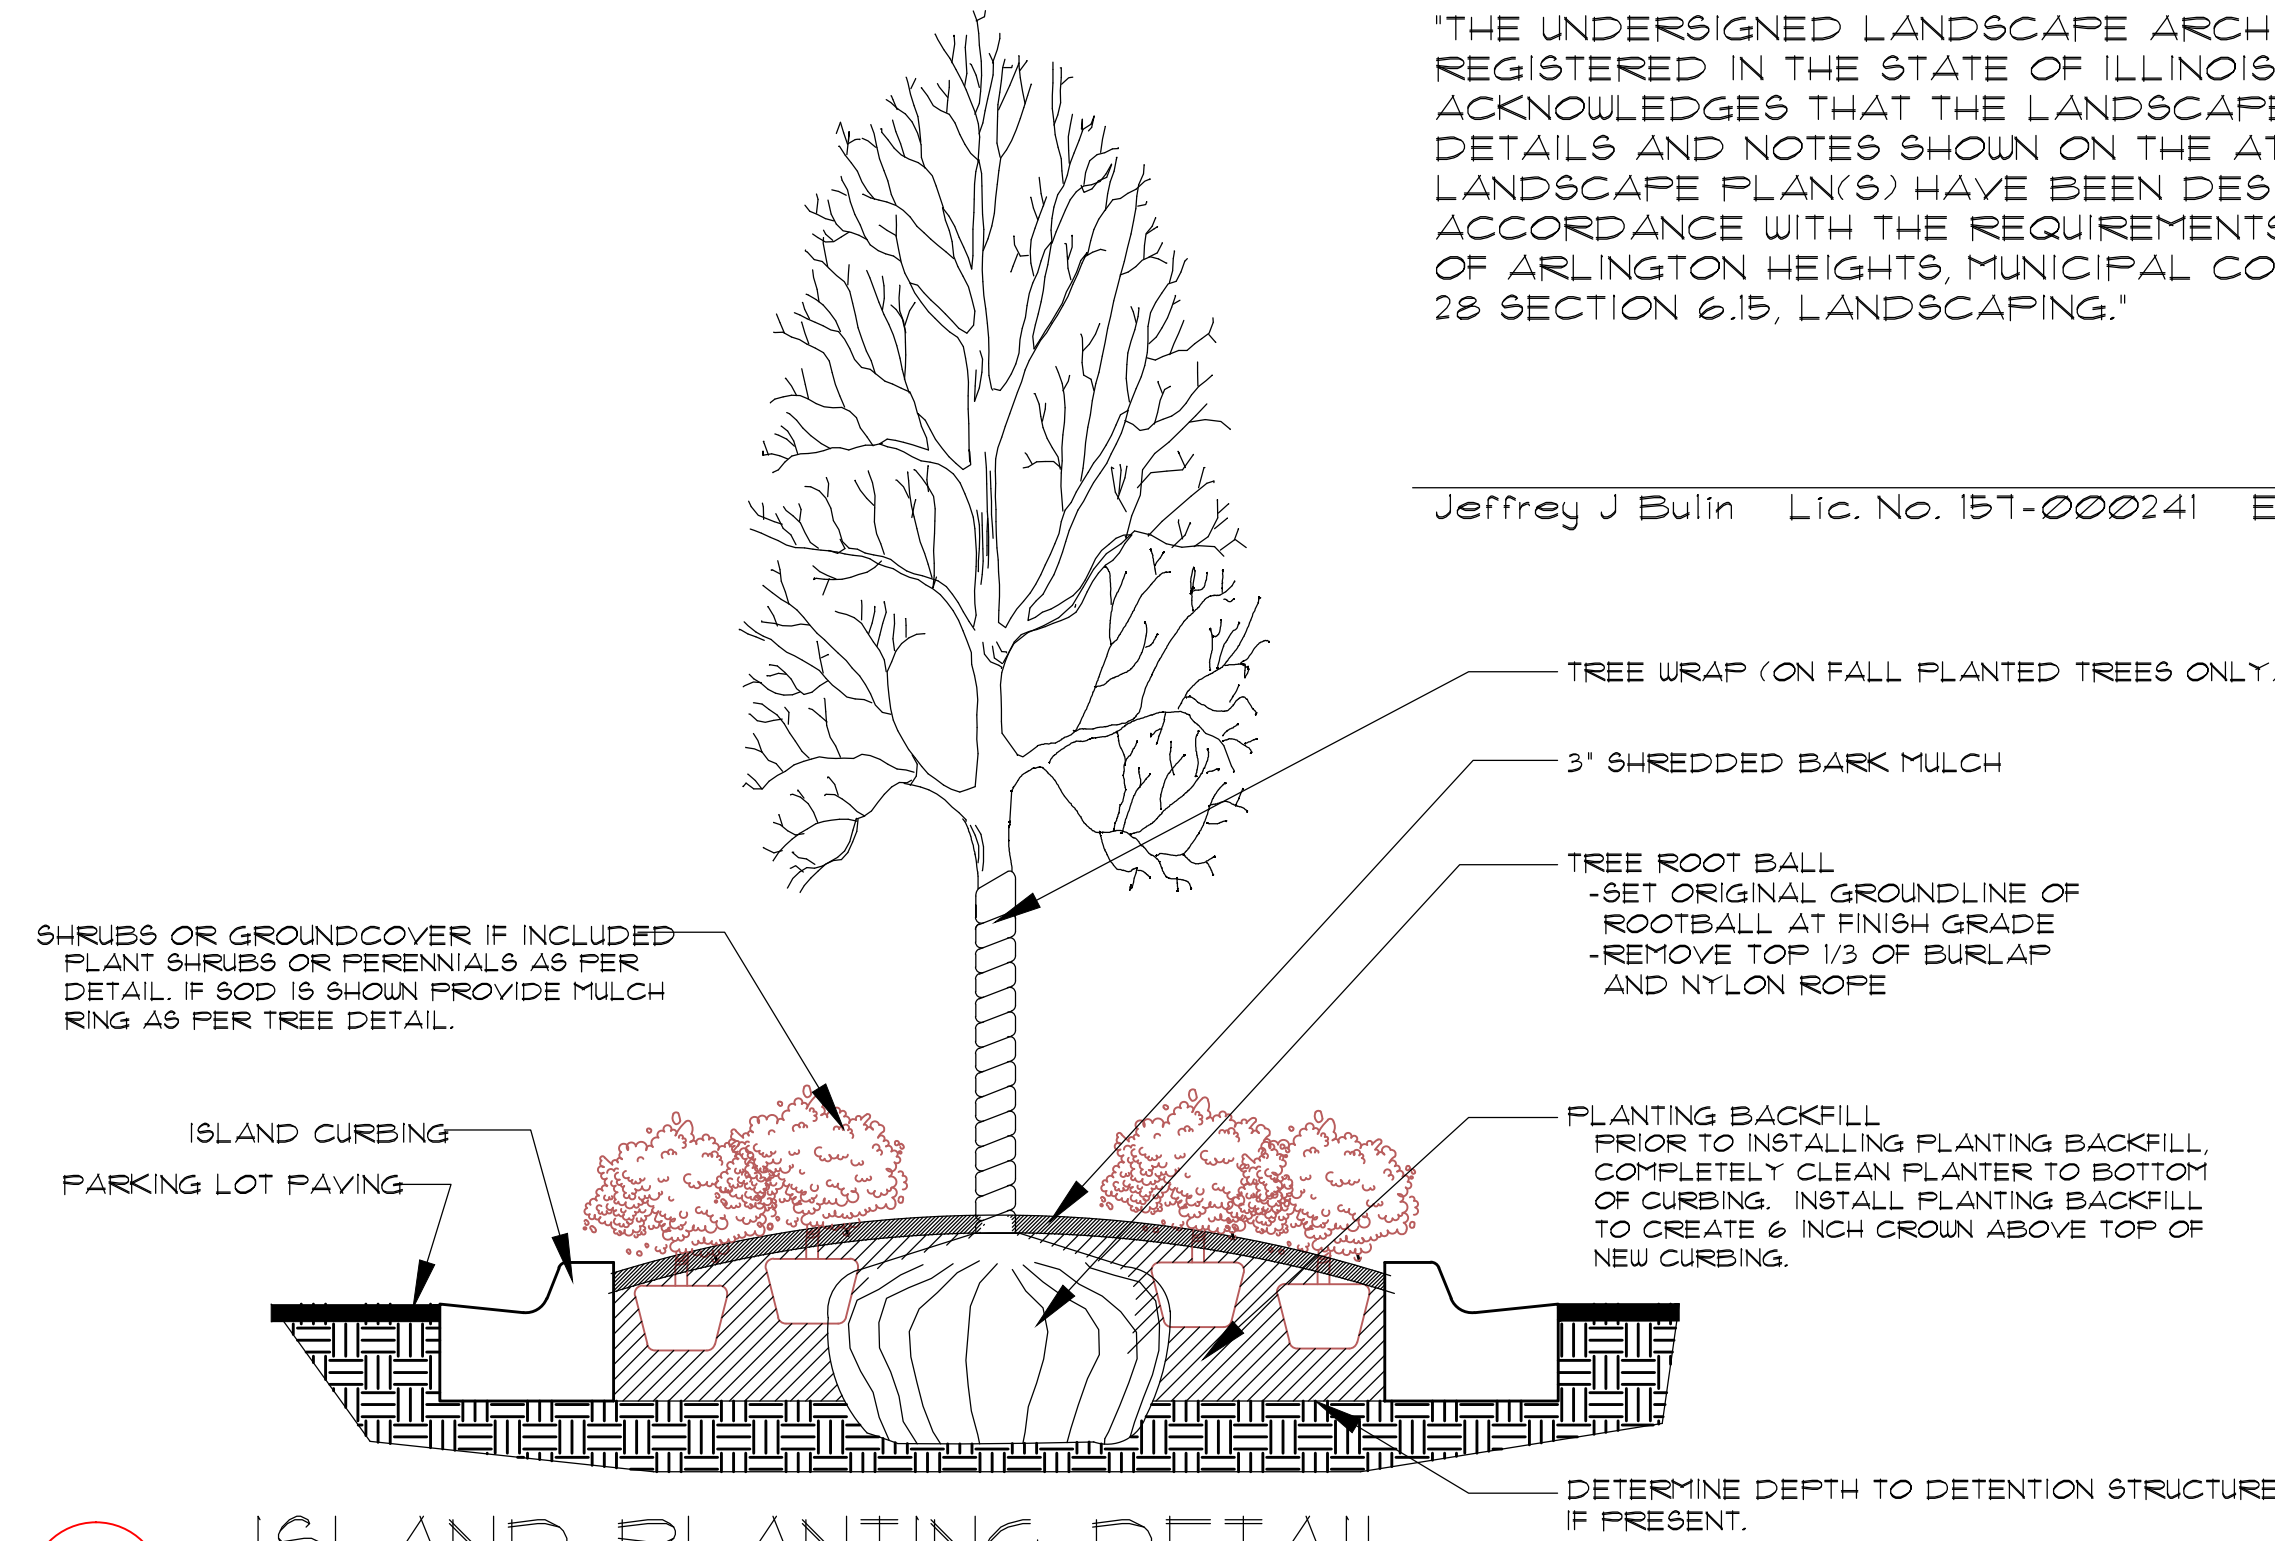 "THE UNDERSIGNED LANDSCAPE ARCH
REGISTERED IN THE STATE OF ILLINOIS
ACKNOWLEDGES THAT THE LANDSCAPE
DETAILS AND NOTES SHOWN ON THE AT
LANDSCAPE PLAN(S) HAVE BEEN DES
ACCORDANCE WITH THE REQUIREMENTS
OF ARLINGTON HEIGHTS, MUNICIPAL CO
28 SECTION 6.15, LANDSCAPING."
Jeffrey J Bulin Lic. No. 157-000241 E
TREE WRAP (ON FALL PLANTED TREES ONLY)
3" SHREDDED BARK MULCH
TREE ROOT BALL
-SET ORIGINAL GROUNDLINE OF
ROOTBALL AT FINISH GRADE
-REMOVE TOP 1/3 OF BURLAP
AND NYLON ROPE
SHRUBS OR GROUNDCOVER IF INCLUDED
PLANT SHRUBS OR PERENNIALS AS PER
DETAIL. IF SOD IS SHOWN PROVIDE MULCH
RING AS PER TREE DETAIL.
ISLAND CURBING
PARKING LOT PAVING
PLANTING BACKFILL
PRIOR TO INSTALLING PLANTING BACKFILL,
COMPLETELY CLEAN PLANTER TO BOTTOM
OF CURBING. INSTALL PLANTING BACKFILL
TO CREATE 6 INCH CROWN ABOVE TOP OF
NEW CURBING.
DETERMINE DEPTH TO DETENTION STRUCTURE
IF PRESENT.
ISLAND PLANTING DETAIL